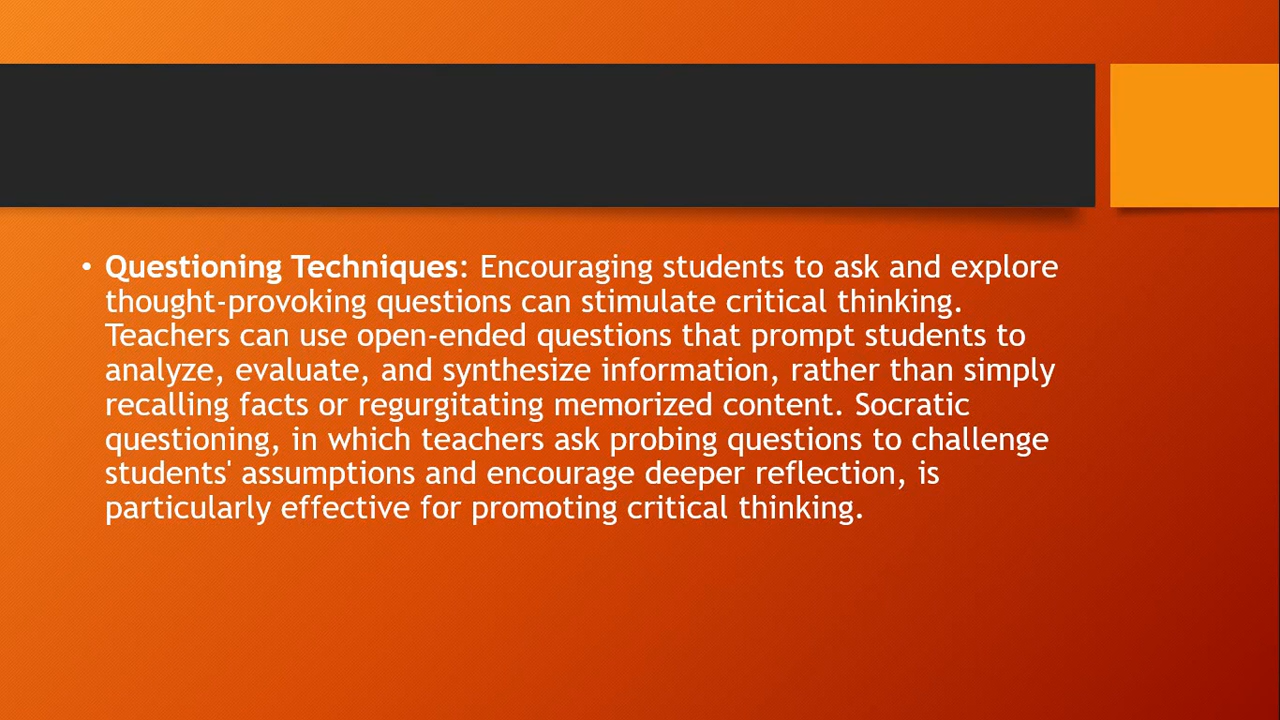 • Questioning Techniques: Encouraging students to ask and explore
thought-provoking questions can stimulate critical thinking.
Teachers can use open-ended questions that prompt students to
analyze, evaluate, and synthesize information, rather than simply
recalling facts or regurgitating memorized content. Socratic
questioning, in which teachers ask probing questions to challenge
students' assumptions and encourage deeper reflection, is
particularly effective for promoting critical thinking.